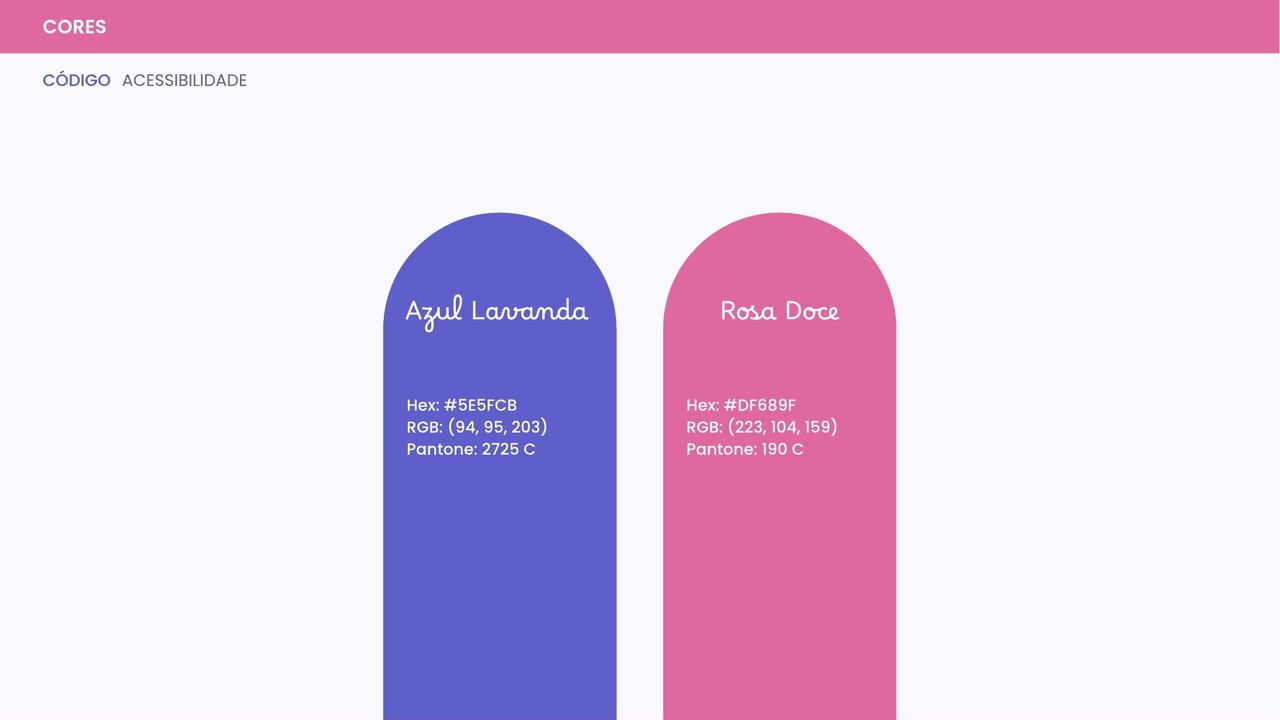 CORES
CÓDIGO ACESSIBILIDADE
Azul Lavanda
Hex: #5E5FCB
RGB: (94, 95, 203)
Pantone: 2725 C
Rosa Doce
Hex: #DF689F
RGB: (223, 104, 159)
Pantone: 190 C